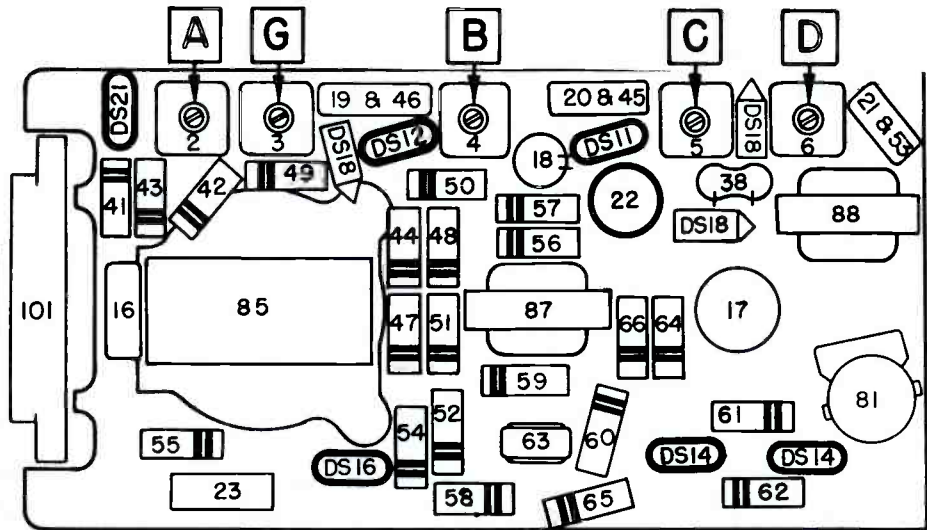 A G B C D
DS21 2 3 19 & 46 DS12 4 20 & 45 DS11 5 DS18 6 21 & 53
DS18 18
41 43 42 49 50 22 38
57 DS18 88
44 48 56
101 16 85 87 17
47 51 66 64
59 81
52 61
55 54 63 60 DS14 DS14
DS16
23 58 65 62